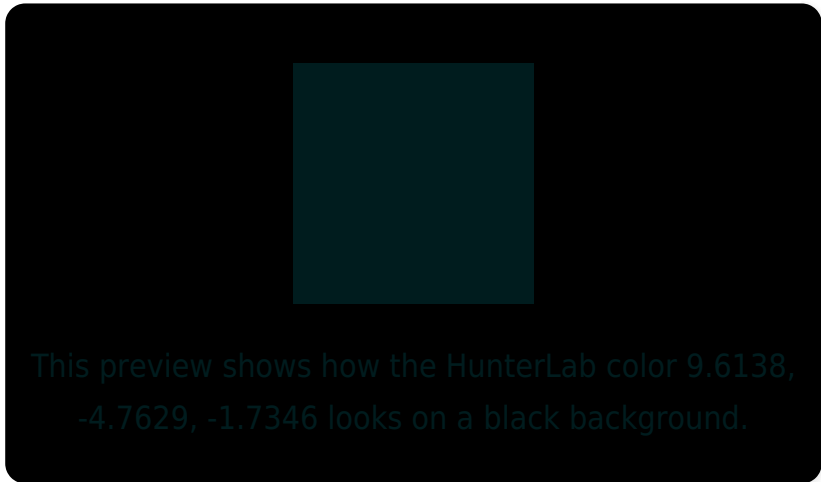 This preview shows how the HunterLab color 9.6138,
-4.7629, -1.7346 looks on a black background.